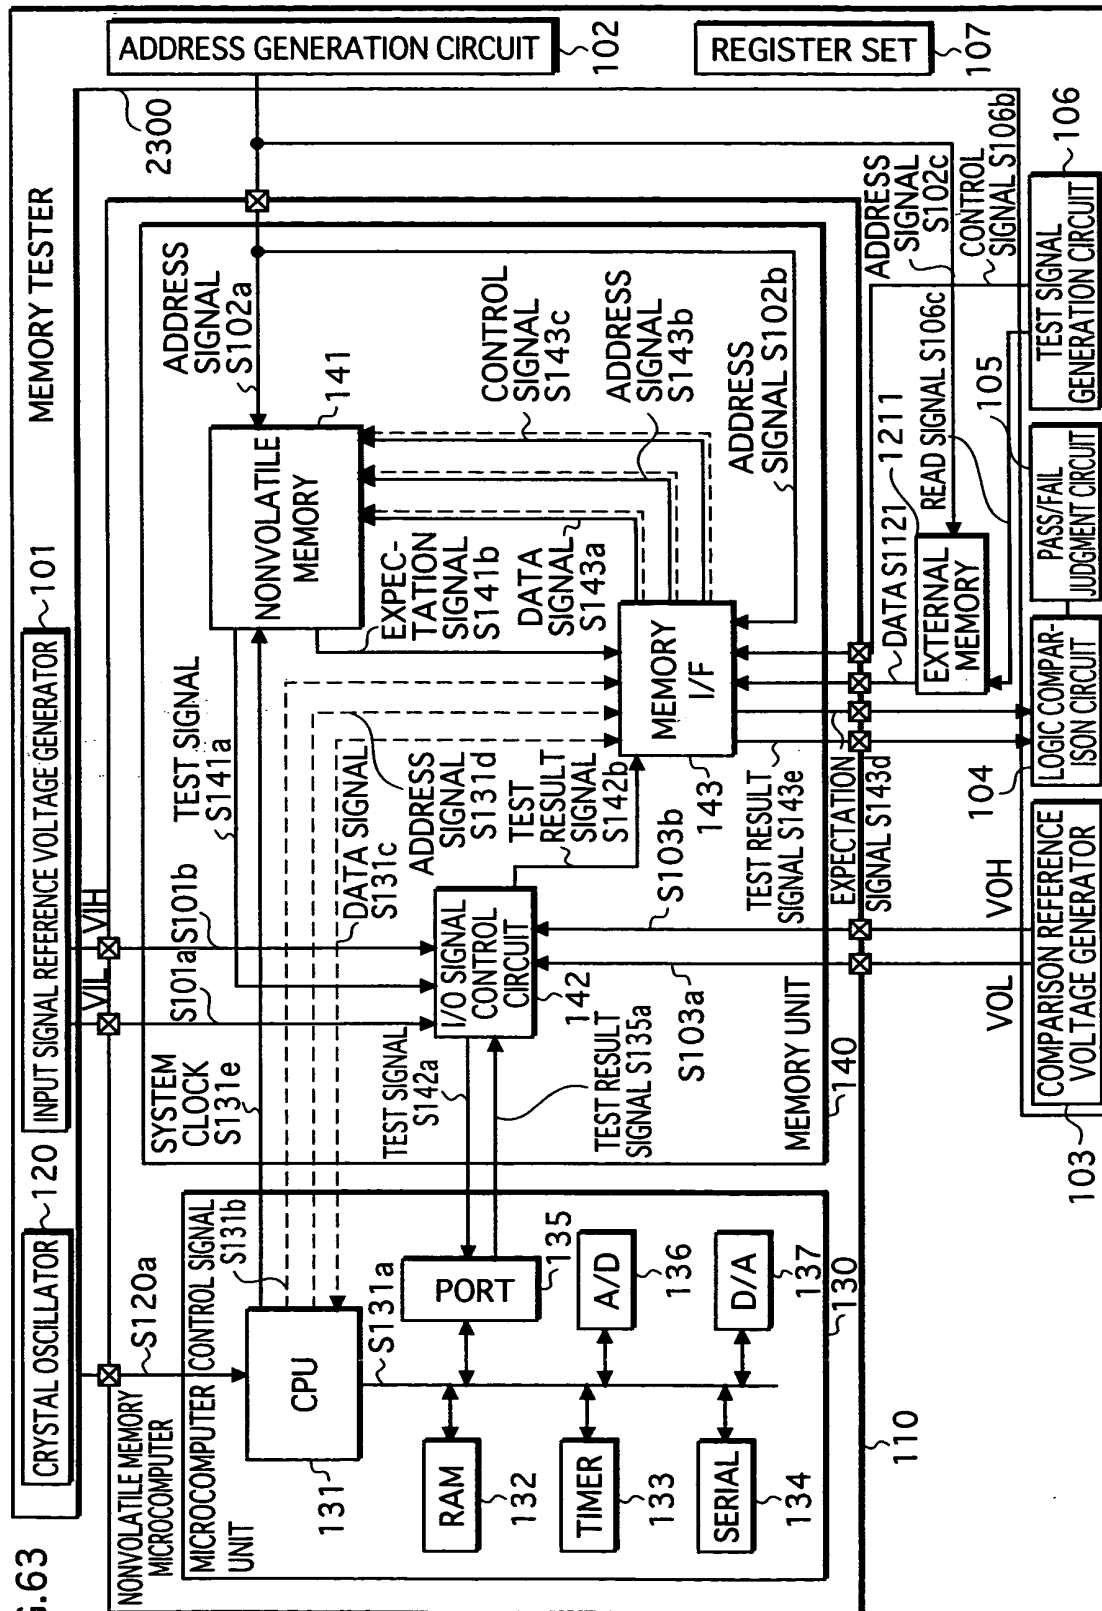 G.63
MEMORY TESTER
CRYSTAL OSCILLATOR
120
INPUT SIGNAL REFERENCE VOLTAGE GENERATOR
101
ADDRESS GENERATION CIRCUIT
102
2300
REGISTER SET
107
NONVOLATILE MEMORY
MICROCOMPUTER
S120a
VIL
VIH
S101a
S101b
MICROCOMPUTER
UNIT
CONTROL SIGNAL
S131b
SYSTEM
CLOCK
S131e
TEST SIGNAL
S141a
NONVOLATILE
MEMORY
141
ADDRESS
SIGNAL
S102a
CPU
131
S131a
DATA SIGNAL
S131c
ADDRESS
SIGNAL
S131d
EXPEC-
TATION
SIGNAL
S141b
DATA
SIGNAL
S143a
CONTROL
SIGNAL
S143c
ADDRESS
SIGNAL
S143b
ADDRESS
SIGNAL S102b
TEST SIGNAL
S142a
I/O SIGNAL
CONTROL
CIRCUIT
142
TEST
RESULT
SIGNAL
S142b
MEMORY
I/F
143
RAM
132
TIMER
133
SERIAL
134
PORT
135
A/D
136
D/A
137
130
TEST RESULT
SIGNAL S135a
S103a
S103b
MEMORY UNIT
140
110
TEST RESULT
SIGNAL S143e
EXPECTATION
SIGNAL S143d
DATA S1121
1211
EXTERNAL
MEMORY
READ SIGNAL S106c
105
ADDRESS
SIGNAL
S102c
CONTROL
SIGNAL S106b
106
VOL
VOH
COMPARISON REFERENCE
VOLTAGE GENERATOR
103
LOGIC COMPAR-
ISON CIRCUIT
104
PASS/FAIL
JUDGMENT CIRCUIT
TEST SIGNAL
GENERATION CIRCUIT